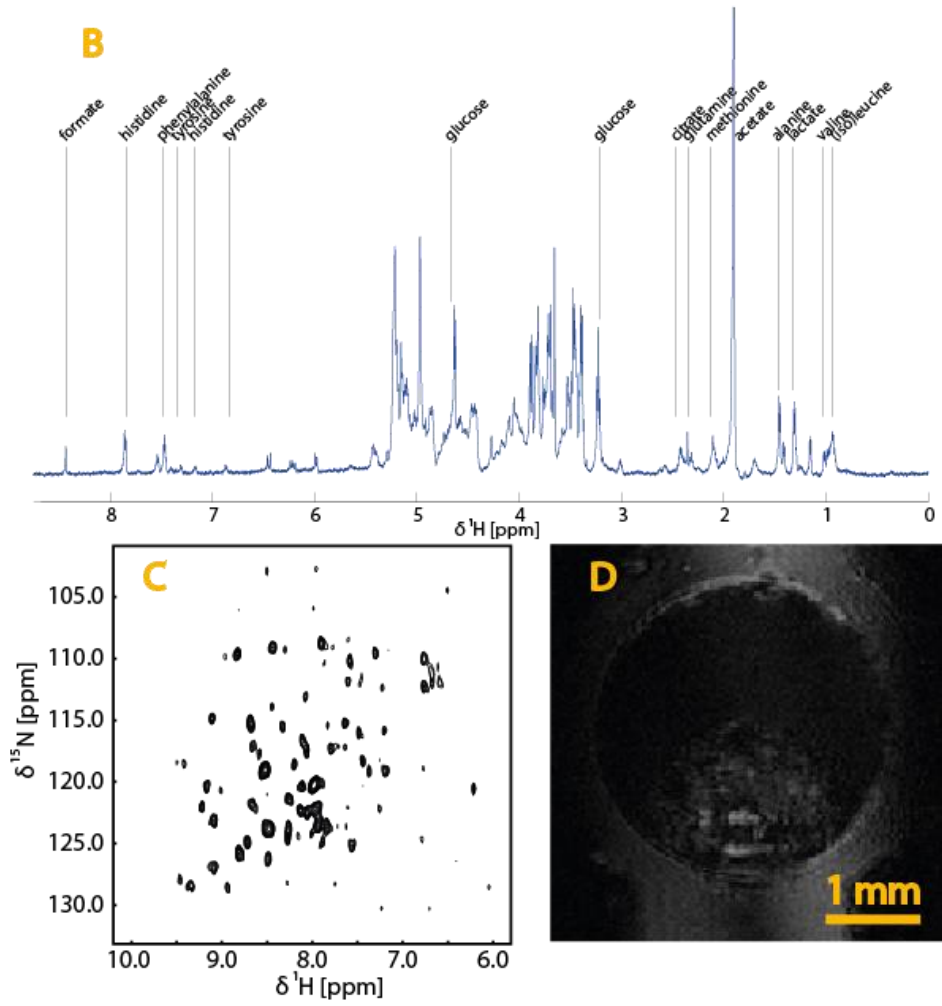 B
formate
histidine
phenylalanine
tyrosine
histidine
tyrosine
glucose
glucose
citrate
glutamine
methionine
acetate
alanine
lactate
valine
(iso)leucine
8 7 6 5 4 3 2 1 0
δ ¹H [ppm]
C
105.0
110.0
115.0
120.0
125.0
130.0
δ ¹⁵N [ppm]
10.0 9.0 8.0 7.0 6.0
δ ¹H [ppm]
D
1 mm